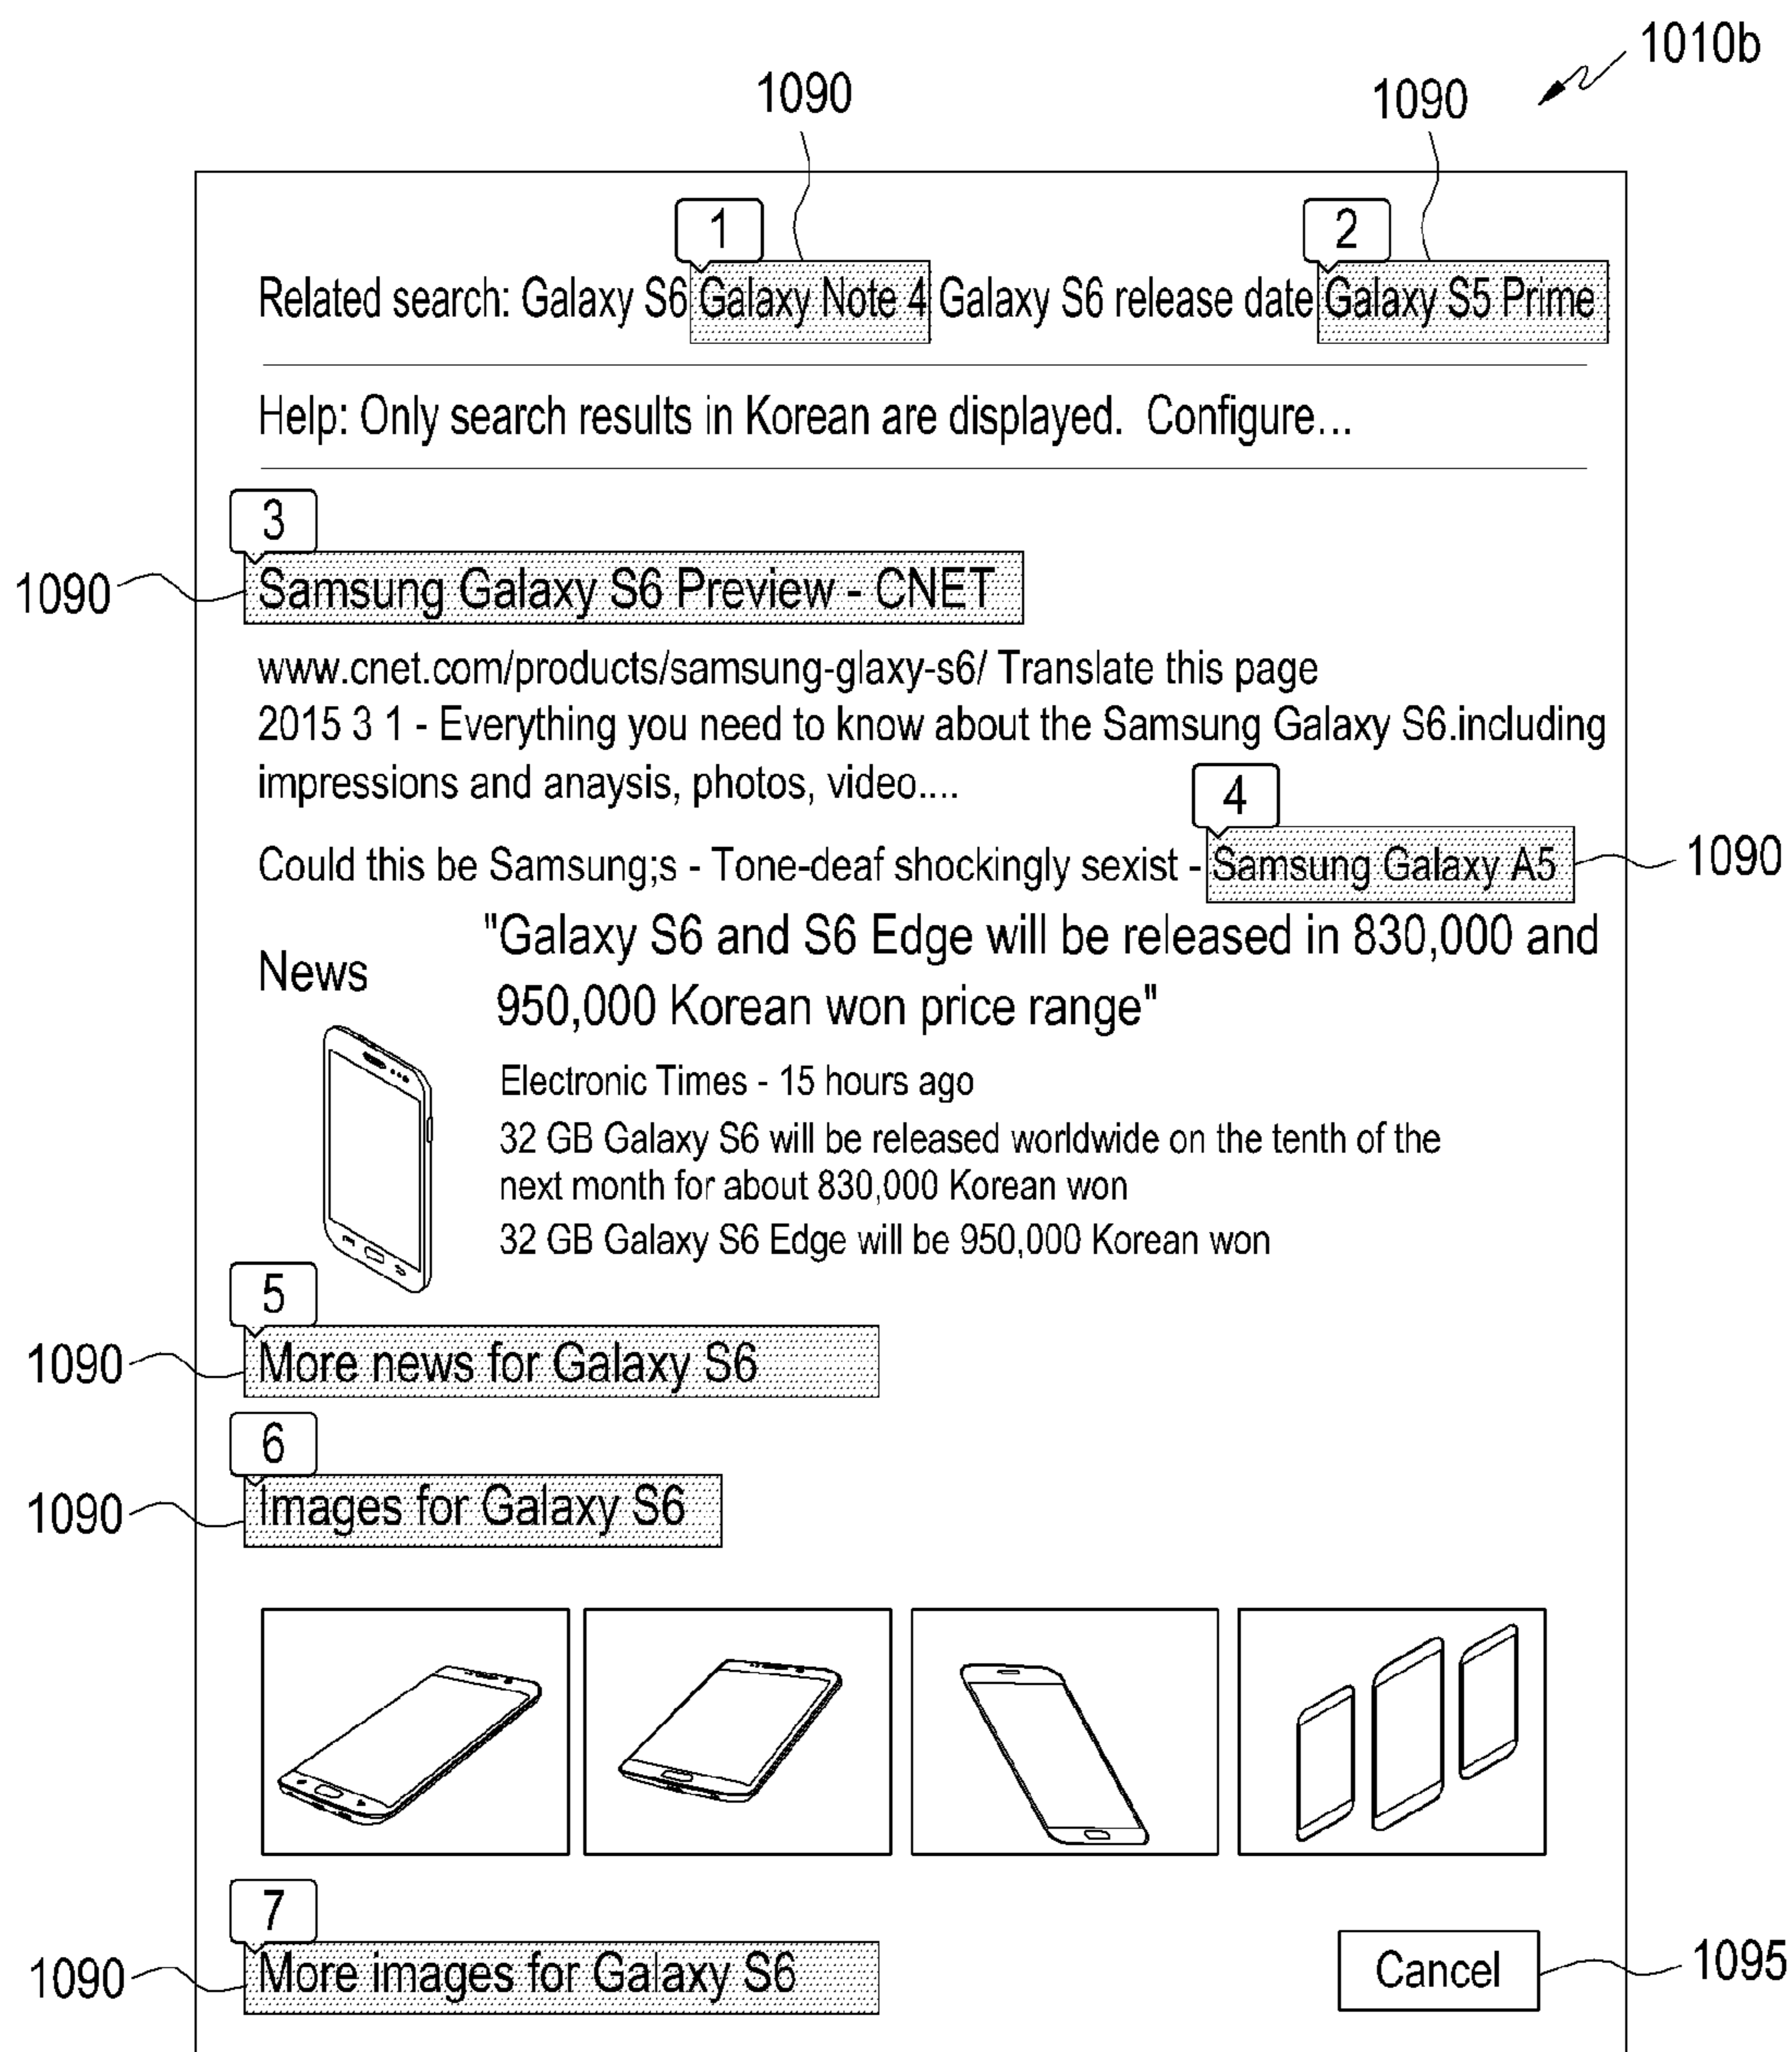 1010b
1090
1090
1
2
Related search: Galaxy S6 Galaxy Note 4 Galaxy S6 release date Galaxy S5 Prime
Help: Only search results in Korean are displayed. Configure...
3
1090
Samsung Galaxy S6 Preview - CNET
www.cnet.com/products/samsung-glaxy-s6/ Translate this page
2015 3 1 - Everything you need to know about the Samsung Galaxy S6.including
impressions and anaysis, photos, video....
4
Could this be Samsung;s - Tone-deaf shockingly sexist - Samsung Galaxy A5
1090
News
"Galaxy S6 and S6 Edge will be released in 830,000 and
950,000 Korean won price range"
Electronic Times - 15 hours ago
32 GB Galaxy S6 will be released worldwide on the tenth of the
next month for about 830,000 Korean won
32 GB Galaxy S6 Edge will be 950,000 Korean won
5
1090
More news for Galaxy S6
6
1090
Images for Galaxy S6
7
1090
More images for Galaxy S6
Cancel
1095